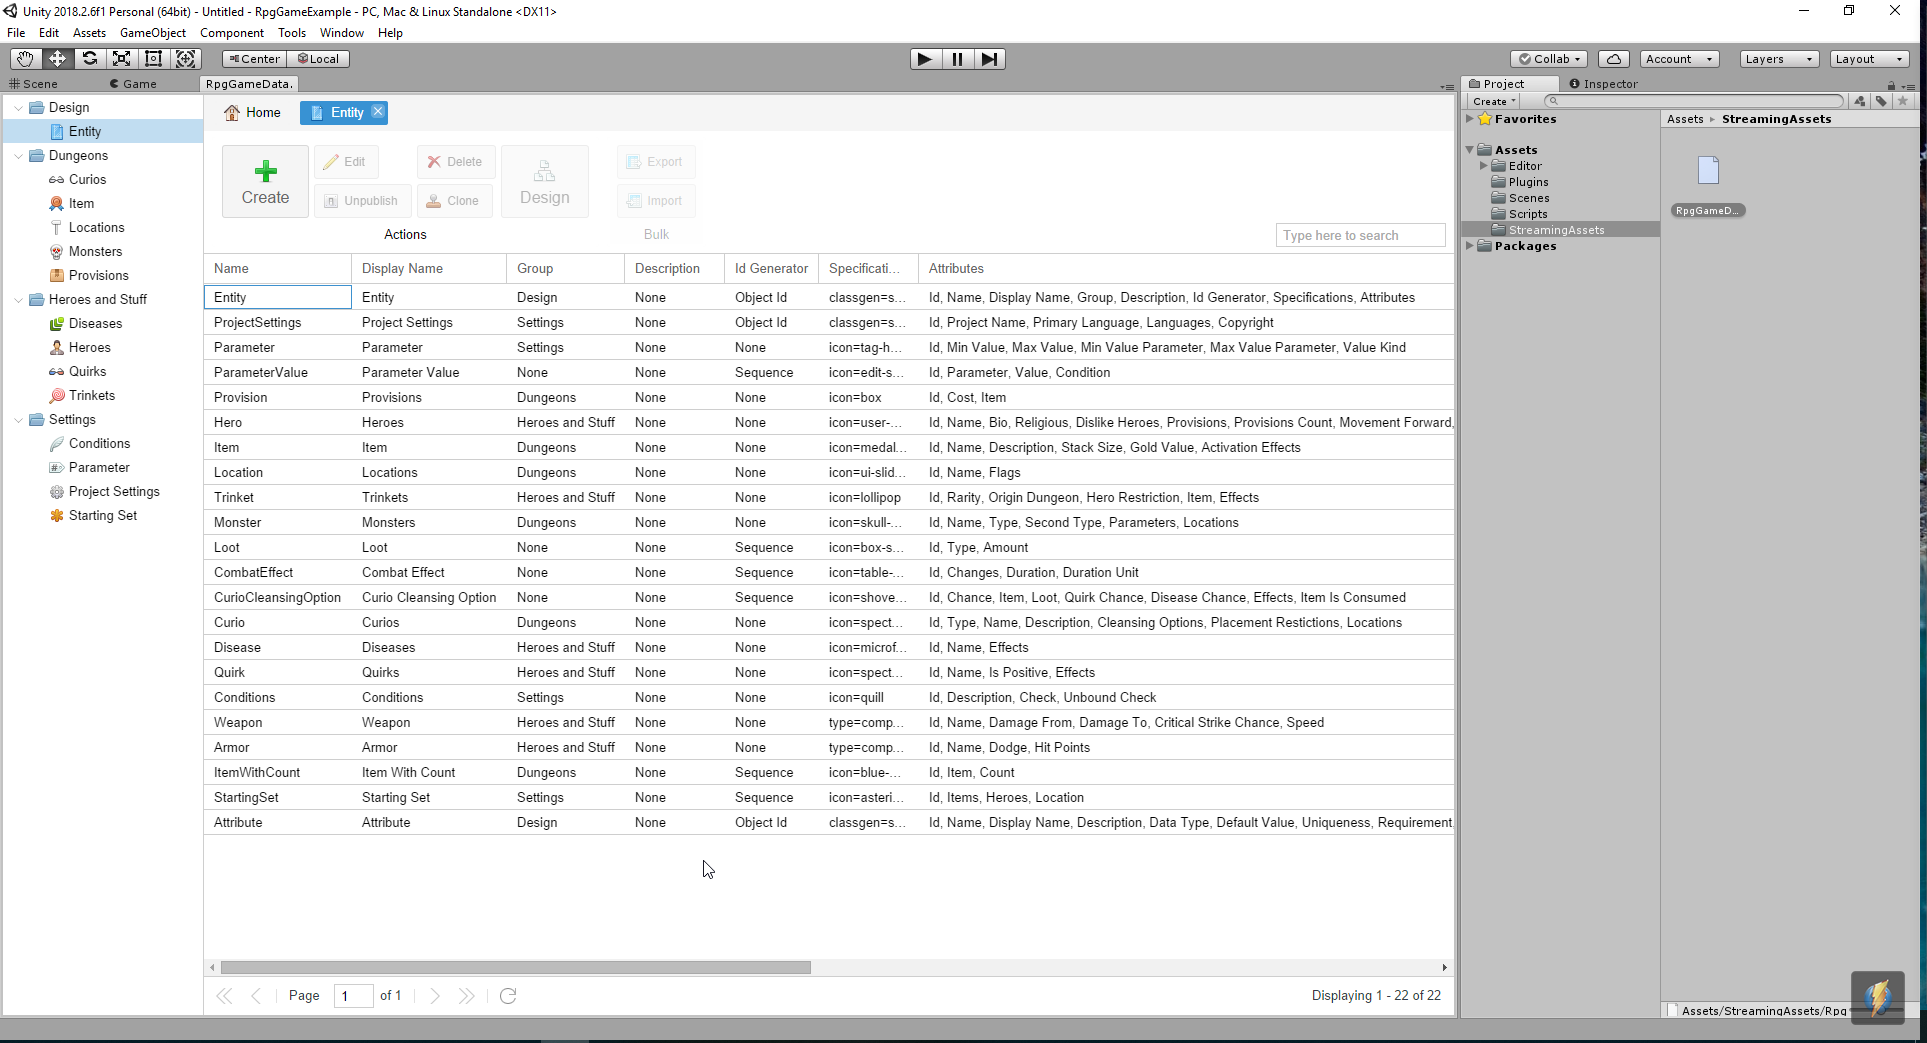 Unity 2018.2.6f1 Personal (64bit) - Untitled - RpgGameExample - PC, Mac & Linux Standalone <DX11>
File Edit Assets GameObject Component Tools Window Help
Center Local Collab Account Layers Layout
Scene Game RpgGameData. Project Inspector
Design
Entity
Dungeons
Curios
Item
Locations
Monsters
Provisions
Heroes and Stuff
Diseases
Heroes
Quirks
Trinkets
Settings
Conditions
Parameter
Project Settings
Starting Set
Home Entity
Create Edit Delete Design Export
Unpublish Clone Import
Actions Bulk
Type here to search
Name Display Name Group Description Id Generator Specificati... Attributes
Entity Entity Design None Object Id classgen=s... Id, Name, Display Name, Group, Description, Id Generator, Specifications, Attributes
ProjectSettings Project Settings Settings None Object Id classgen=s... Id, Project Name, Primary Language, Languages, Copyright
Parameter Parameter Settings None None icon=tag-h... Id, Min Value, Max Value, Min Value Parameter, Max Value Parameter, Value Kind
ParameterValue Parameter Value None None Sequence icon=edit-s... Id, Parameter, Value, Condition
Provision Provisions Dungeons None None icon=box Id, Cost, Item
Hero Heroes Heroes and Stuff None None icon=user-... Id, Name, Bio, Religious, Dislike Heroes, Provisions, Provisions Count, Movement Forward,
Item Item Dungeons None None icon=medal... Id, Name, Description, Stack Size, Gold Value, Activation Effects
Location Locations Dungeons None None icon=ui-slid... Id, Name, Flags
Trinket Trinkets Heroes and Stuff None None icon=lollipop Id, Rarity, Origin Dungeon, Hero Restriction, Item, Effects
Monster Monsters Dungeons None None icon=skull-... Id, Name, Type, Second Type, Parameters, Locations
Loot Loot None None Sequence icon=box-s... Id, Type, Amount
CombatEffect Combat Effect None None Sequence icon=table-... Id, Changes, Duration, Duration Unit
CurioCleansingOption Curio Cleansing Option None None Sequence icon=shove... Id, Chance, Item, Loot, Quirk Chance, Disease Chance, Effects, Item Is Consumed
Curio Curios Dungeons None None icon=spect... Id, Type, Name, Description, Cleansing Options, Placement Restictions, Locations
Disease Diseases Heroes and Stuff None None icon=microf... Id, Name, Effects
Quirk Quirks Heroes and Stuff None None icon=spect... Id, Name, Is Positive, Effects
Conditions Conditions Settings None None icon=quill Id, Description, Check, Unbound Check
Weapon Weapon Heroes and Stuff None None type=comp... Id, Name, Damage From, Damage To, Critical Strike Chance, Speed
Armor Armor Heroes and Stuff None None type=comp... Id, Name, Dodge, Hit Points
ItemWithCount Item With Count Dungeons None Sequence icon=blue-... Id, Item, Count
StartingSet Starting Set Settings None Sequence icon=asteri... Id, Items, Heroes, Location
Attribute Attribute Design None Object Id classgen=s... Id, Name, Display Name, Description, Data Type, Default Value, Uniqueness, Requirement,
Page 1 of 1 Displaying 1 - 22 of 22
Create
Favorites
Assets
Editor
Plugins
Scenes
Scripts
StreamingAssets
Packages
Assets StreamingAssets
RpgGameD...
Assets/StreamingAssets/Rpg